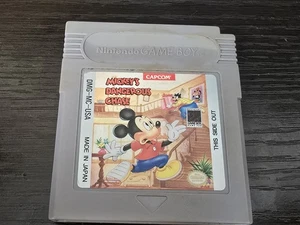 Nintendo GAME BOY
CAPCOM
MICKEY'S
DANGEROUS
CHASE
DMG-MC-USA
MADE IN JAPAN
THIS SIDE OUT